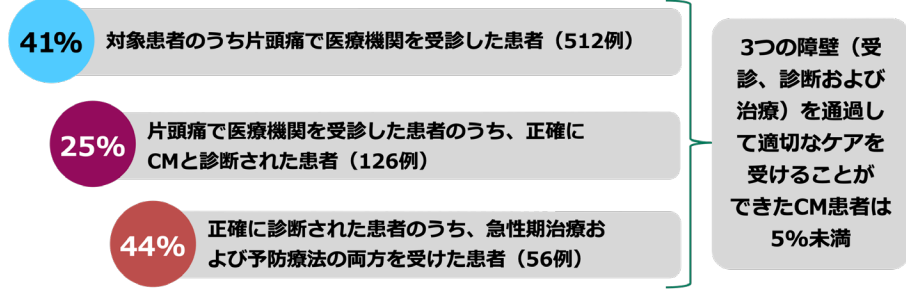 41%
対象患者のうち片頭痛で医療機関を受診した患者（512例）
25%
片頭痛で医療機関を受診した患者のうち、正確に
CMと診断された患者（126例）
44%
正確に診断された患者のうち、急性期治療お
よび予防療法の両方を受けた患者（56例）
3つの障壁（受
診、診断および
治療）を通過し
て適切なケアを
受けることが
できたCM患者は
5%未満